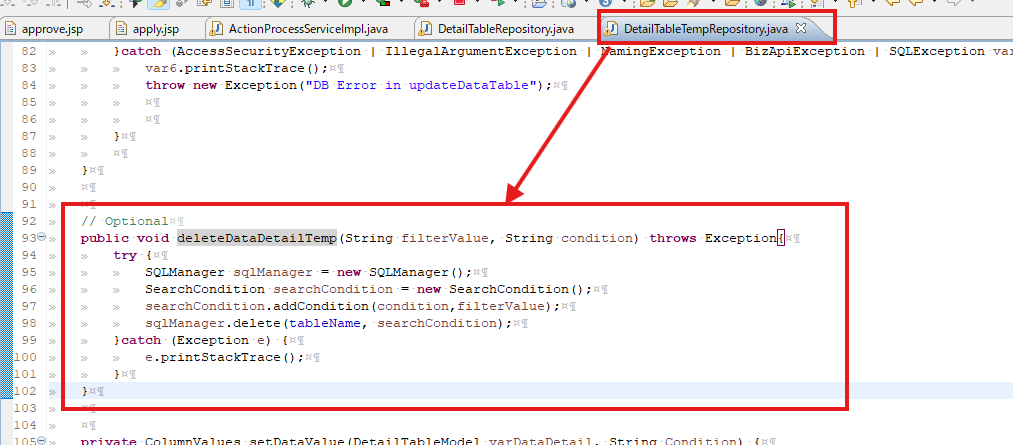 approve.jsp apply.jsp ActionProcessServiceImpl.java DetailTableRepository.java DetailTableTempRepository.java
82 }catch (AccessSecurityException | IllegalArgumentException | NamingException | BizApiException | SQLException var
83 var6.printStackTrace();
84 throw new Exception("DB Error in updateDataTable");
85
86
87 }
88
89 }
90
91
92 // Optional
93 public void deleteDataDetailTemp(String filterValue, String condition) throws Exception{
94 try {
95 SQLManager sqlManager = new SQLManager();
96 SearchCondition searchCondition = new SearchCondition();
97 searchCondition.addCondition(condition,filterValue);
98 sqlManager.delete(tableName, searchCondition);
99 }catch (Exception e) {
100 e.printStackTrace();
101 }
102 }
103
104
105 private ColumnValues setDataValue(DetailTableModel varDataDetail, String Condition) {